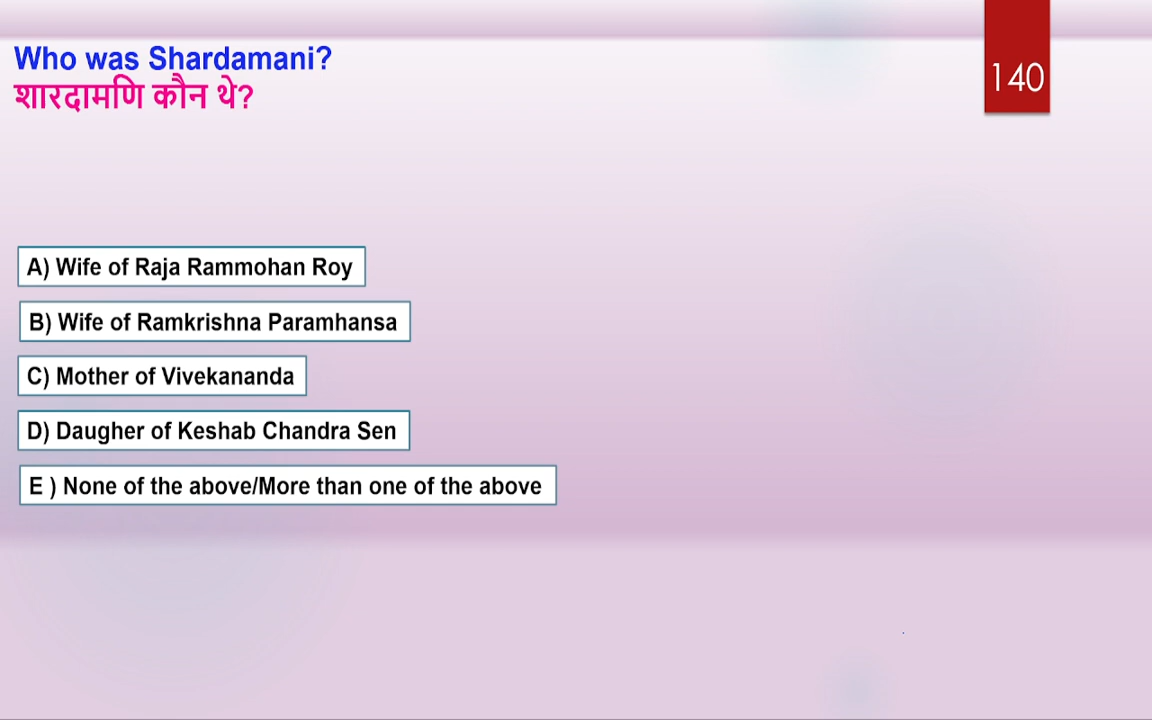 Who was Shardamani?
शारदामणि कौन थे?
140
A) Wife of Raja Rammohan Roy
B) Wife of Ramkrishna Paramhansa
C) Mother of Vivekananda
D) Daugher of Keshab Chandra Sen
E ) None of the above/More than one of the above